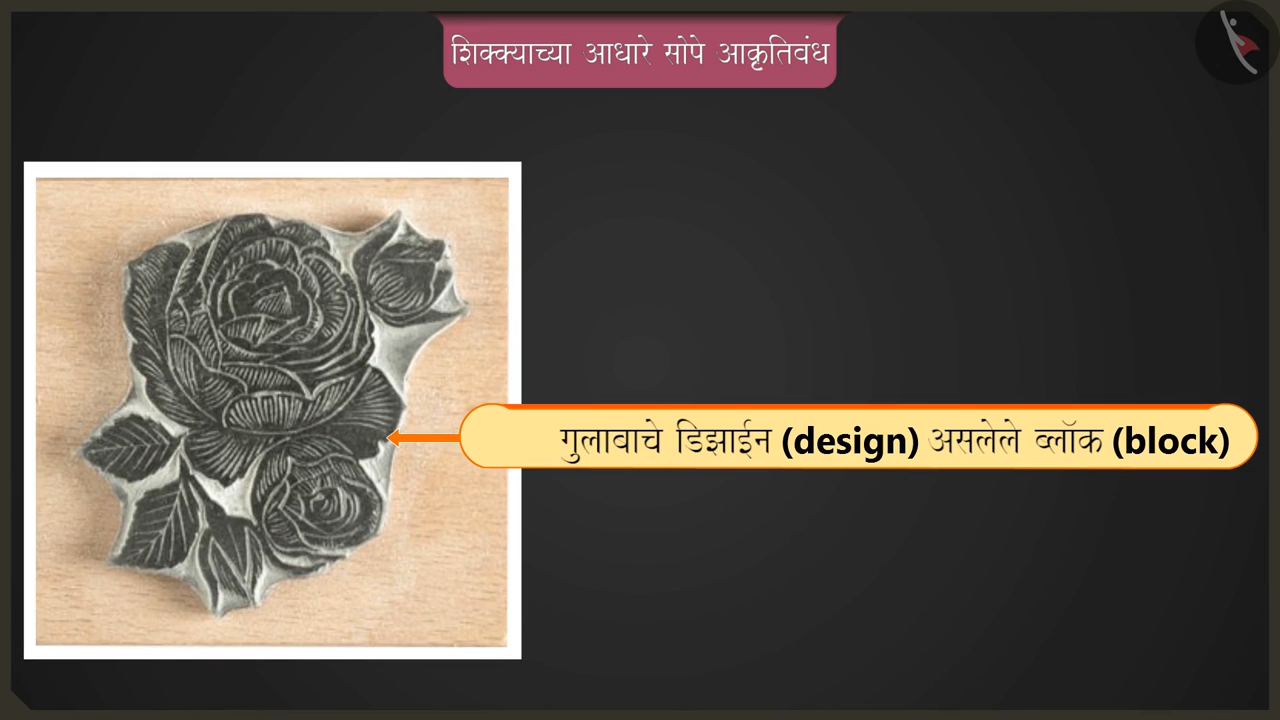 शिक्क्याच्या आधारे सोपे आकृतिबंध
गुलाबाचे डिझाईन (design) असलेले ब्लॉक (block)